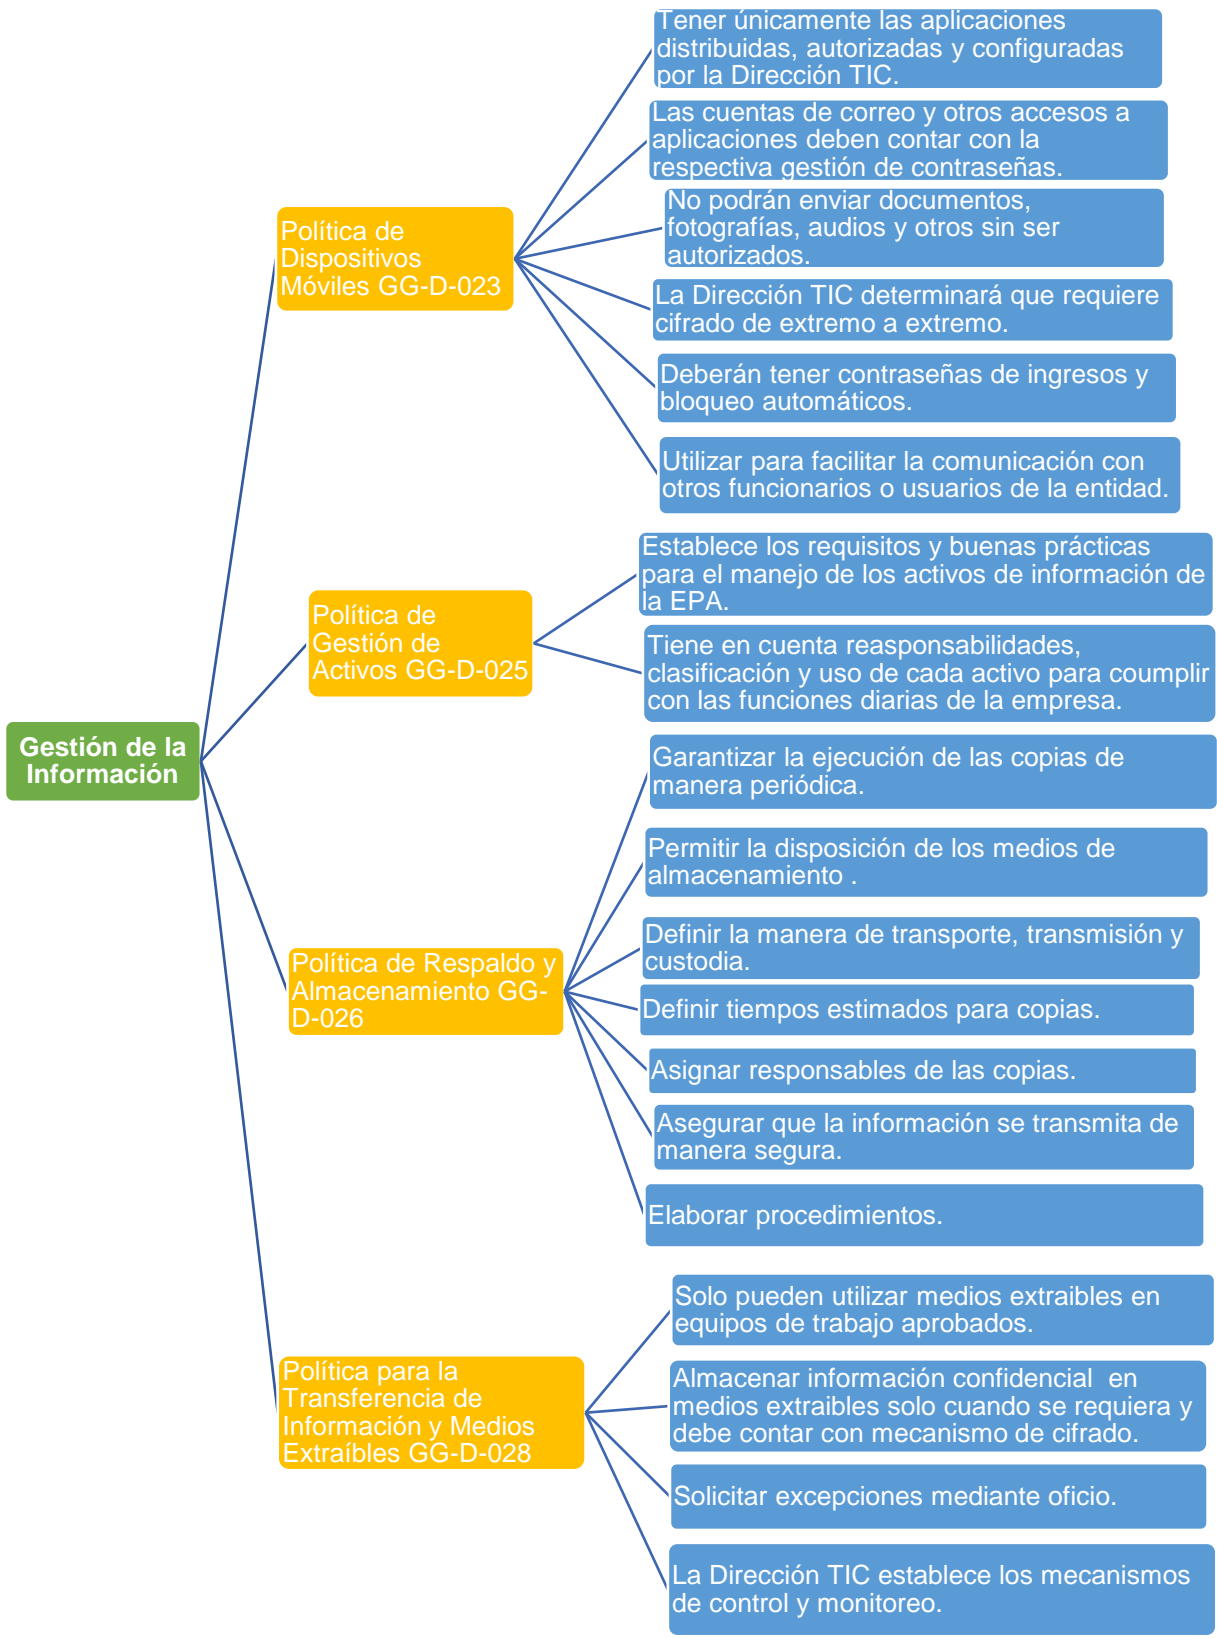 Gestión de la
Información
Política de
Dispositivos
Móviles GG-D-023
Tener únicamente las aplicaciones
distribuidas, autorizadas y configuradas
por la Dirección TIC.
Las cuentas de correo y otros accesos a
aplicaciones deben contar con la
respectiva gestión de contraseñas.
No podrán enviar documentos,
fotografías, audios y otros sin ser
autorizados.
La Dirección TIC determinará que requiere
cifrado de extremo a extremo.
Deberán tener contraseñas de ingresos y
bloqueo automáticos.
Utilizar para facilitar la comunicación con
otros funcionarios o usuarios de la entidad.
Política de
Gestión de
Activos GG-D-025
Establece los requisitos y buenas prácticas
para el manejo de los activos de información de
la EPA.
Tiene en cuenta reasponsabilidades,
clasificación y uso de cada activo para coumplir
con las funciones diarias de la empresa.
Política de Respaldo y
Almacenamiento GG-
D-026
Garantizar la ejecución de las copias de
manera periódica.
Permitir la disposición de los medios de
almacenamiento .
Definir la manera de transporte, transmisión y
custodia.
Definir tiempos estimados para copias.
Asignar responsables de las copias.
Asegurar que la información se transmita de
manera segura.
Elaborar procedimientos.
Política para la
Transferencia de
Información y Medios
Extraíbles GG-D-028
Solo pueden utilizar medios extraibles en
equipos de trabajo aprobados.
Almacenar información confidencial  en
medios extraibles solo cuando se requiera y
debe contar con mecanismo de cifrado.
Solicitar excepciones mediante oficio.
La Dirección TIC establece los mecanismos
de control y monitoreo.